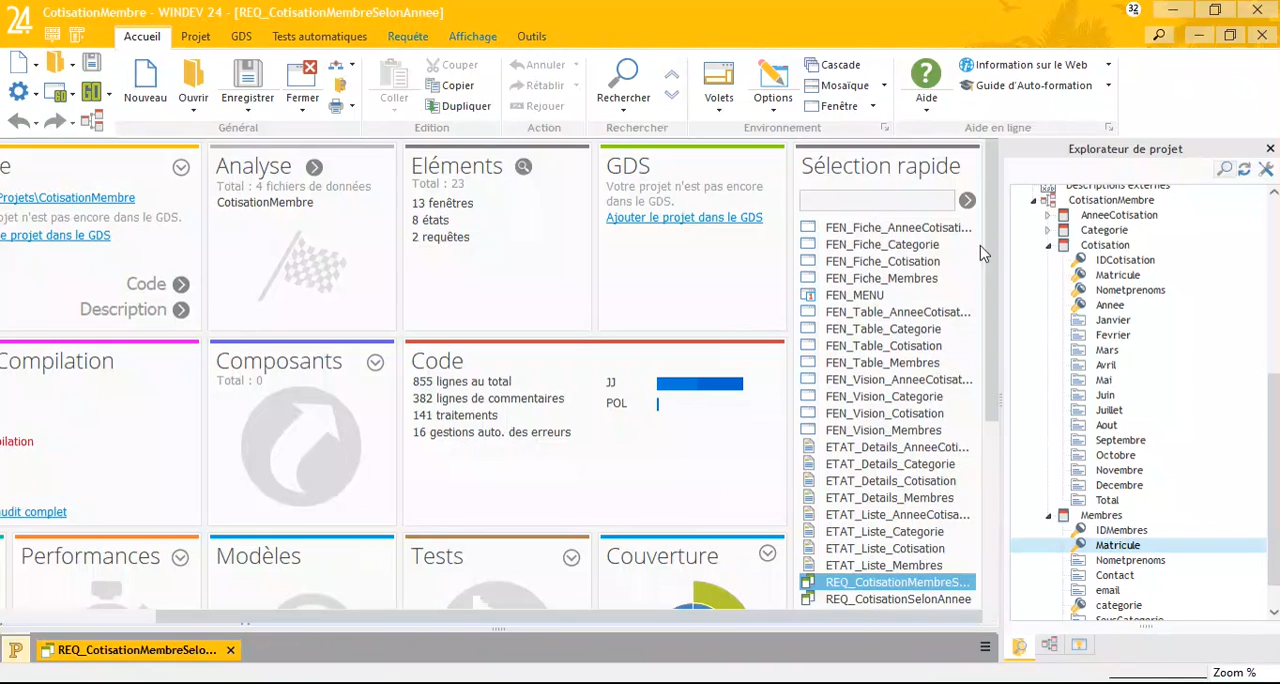 24 CotisationMembre - WINDEV 24 - [REQ_CotisationMembreSelonAnnee] 32
Accueil Projet GDS Tests automatiques Requête Affichage Outils
Nouveau Ouvrir Enregistrer Fermer
Général
Coller Couper
Copier
Dupliquer
Edition
Annuler
Rétablir
Rejouer
Action
Rechercher
Rechercher
Volets Options Cascade
Mosaïque
Fenêtre
Environnement
Aide Information sur le Web
Guide d'Auto-formation
Aide en ligne
e
Projets\CotisationMembre
projet n'est pas encore dans le GDS.
le projet dans le GDS
Code
Description
Analyse
Total : 4 fichiers de données
CotisationMembre
Eléments
Total : 23
13 fenêtres
8 états
2 requêtes
GDS
Votre projet n'est pas encore
dans le GDS.
Ajouter le projet dans le GDS
Compilation
pilation
audit complet
Composants
Total : 0
Code
855 lignes au total
382 lignes de commentaires
141 traitements
16 gestions auto. des erreurs
JJ
POL
Performances
Modèles
Tests
Couverture
Sélection rapide
FEN_Fiche_AnneeCotisati...
FEN_Fiche_Categorie
FEN_Fiche_Cotisation
FEN_Fiche_Membres
FEN_MENU
FEN_Table_AnneeCotisat...
FEN_Table_Categorie
FEN_Table_Cotisation
FEN_Table_Membres
FEN_Vision_AnneeCotisat...
FEN_Vision_Categorie
FEN_Vision_Cotisation
FEN_Vision_Membres
ETAT_Details_AnneeCoti...
ETAT_Details_Categorie
ETAT_Details_Cotisation
ETAT_Details_Membres
ETAT_Liste_AnneeCotisa...
ETAT_Liste_Categorie
ETAT_Liste_Cotisation
ETAT_Liste_Membres
REQ_CotisationMembreS...
REQ_CotisationSelonAnnee
Explorateur de projet
Descriptions externes
CotisationMembre
AnneeCotisation
Categorie
Cotisation
IDCotisation
Matricule
Nometprenoms
Annee
Janvier
Fevrier
Mars
Avril
Mai
Juin
Juillet
Aout
Septembre
Octobre
Novembre
Decembre
Total
Membres
IDMembres
Matricule
Nometprenoms
Contact
email
categorie
SousCategorie
P REQ_CotisationMembreSelo...
Zoom %